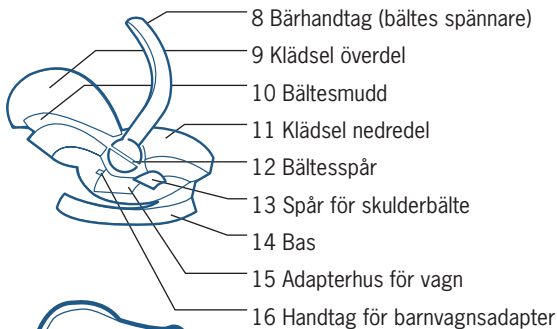 8 Bärhandtag (bältes spännare)
9 Klädsel överdel
10 Bältesmudd
11 Klädsel nedredel
12 Bältesspår
13 Spår för skulderbälte
14 Bas
15 Adapterhus för vagn
16 Handtag för barnvagnsadapter